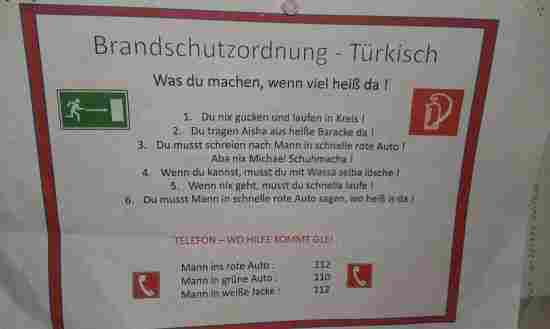 Brandschutzordnung - Türkisch
Was du machen, wenn viel heiß da !
1. Du nix gucken und laufen in Kreis !
2. Du tragen Aisha aus heiße Baracke da !
3. Du musst schreien nach Mann in schnelle rote Auto !
Aba nix Michael Schuhmacha !
4. Wenn du kannst, musst du mit Wassa selba lösche !
5. Wenn nix geht, musst du schnella laufe !
6. Du musst Mann in schnelle rote Auto sagen, wo heiß is da !
TELEFON – WO HILFE KOMMT GLEI
Mann ins rote Auto : 112
Mann in grüne Auto : 110
Mann in weiße Jacke : 112